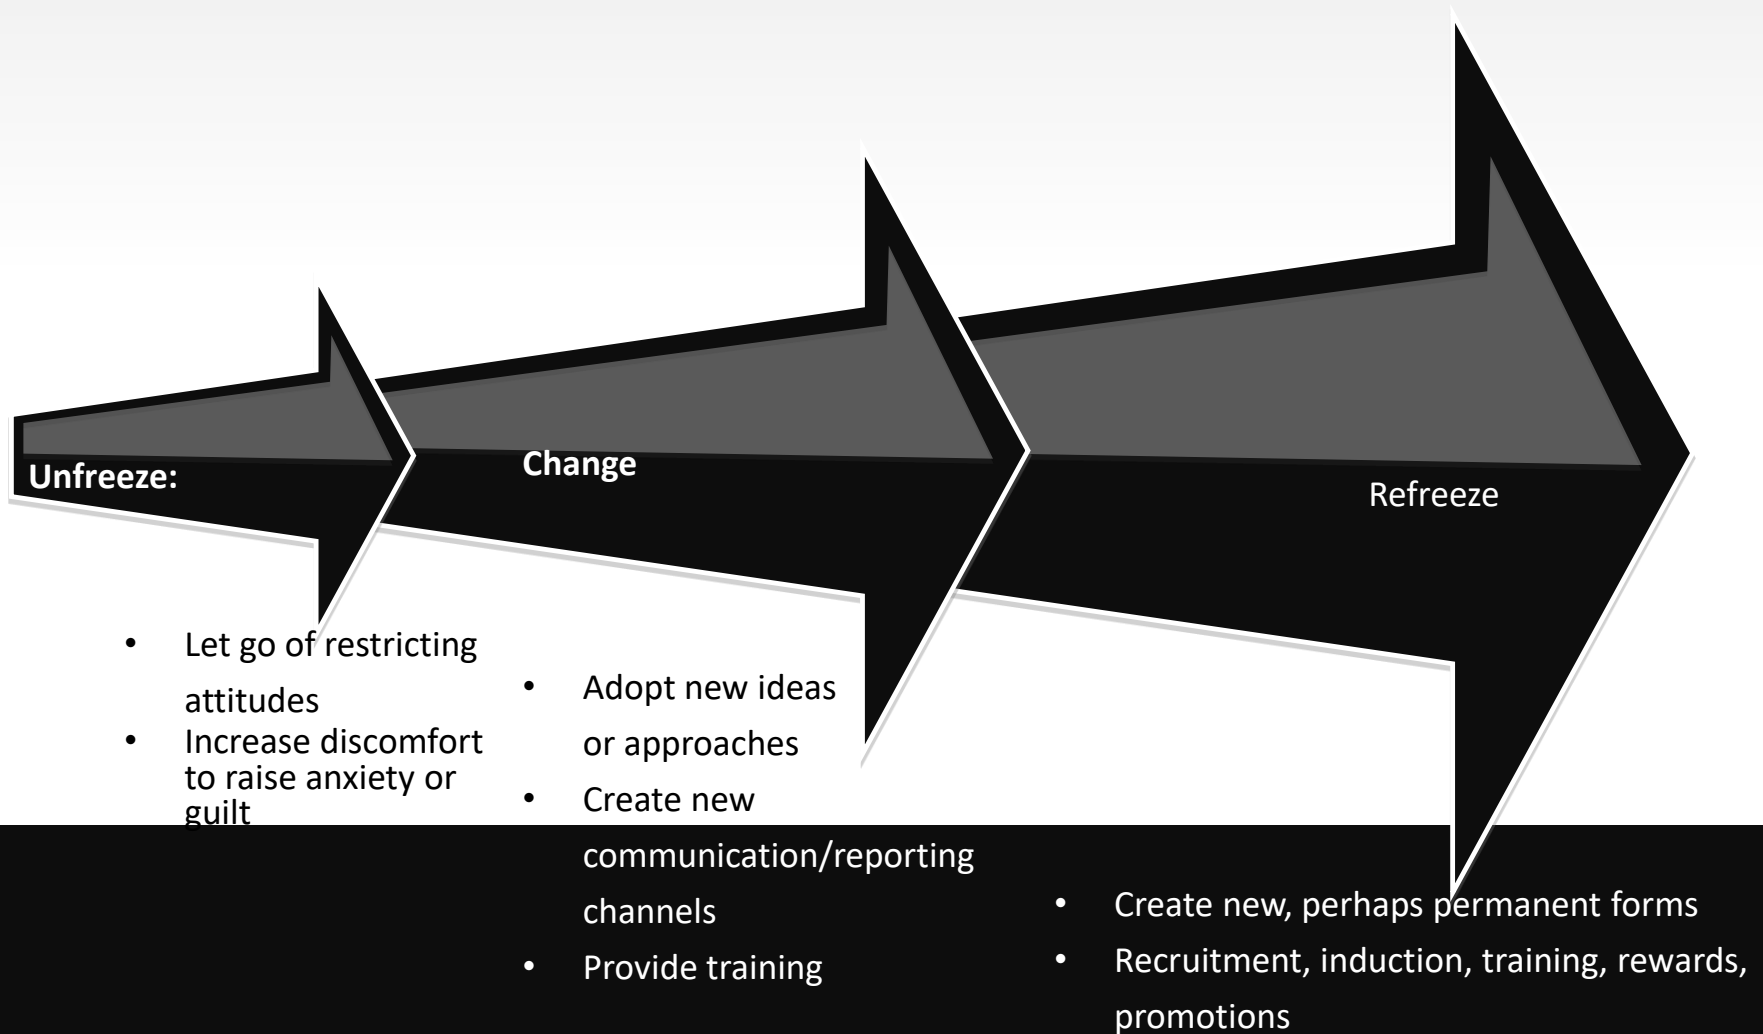 Unfreeze:
Change
Refreeze
• Let go of restricting
attitudes
• Increase discomfort
to raise anxiety or
guilt
• Adopt new ideas
or approaches
• Create new
communication/reporting
channels
• Provide training
• Create new, perhaps permanent forms
• Recruitment, induction, training, rewards,
promotions